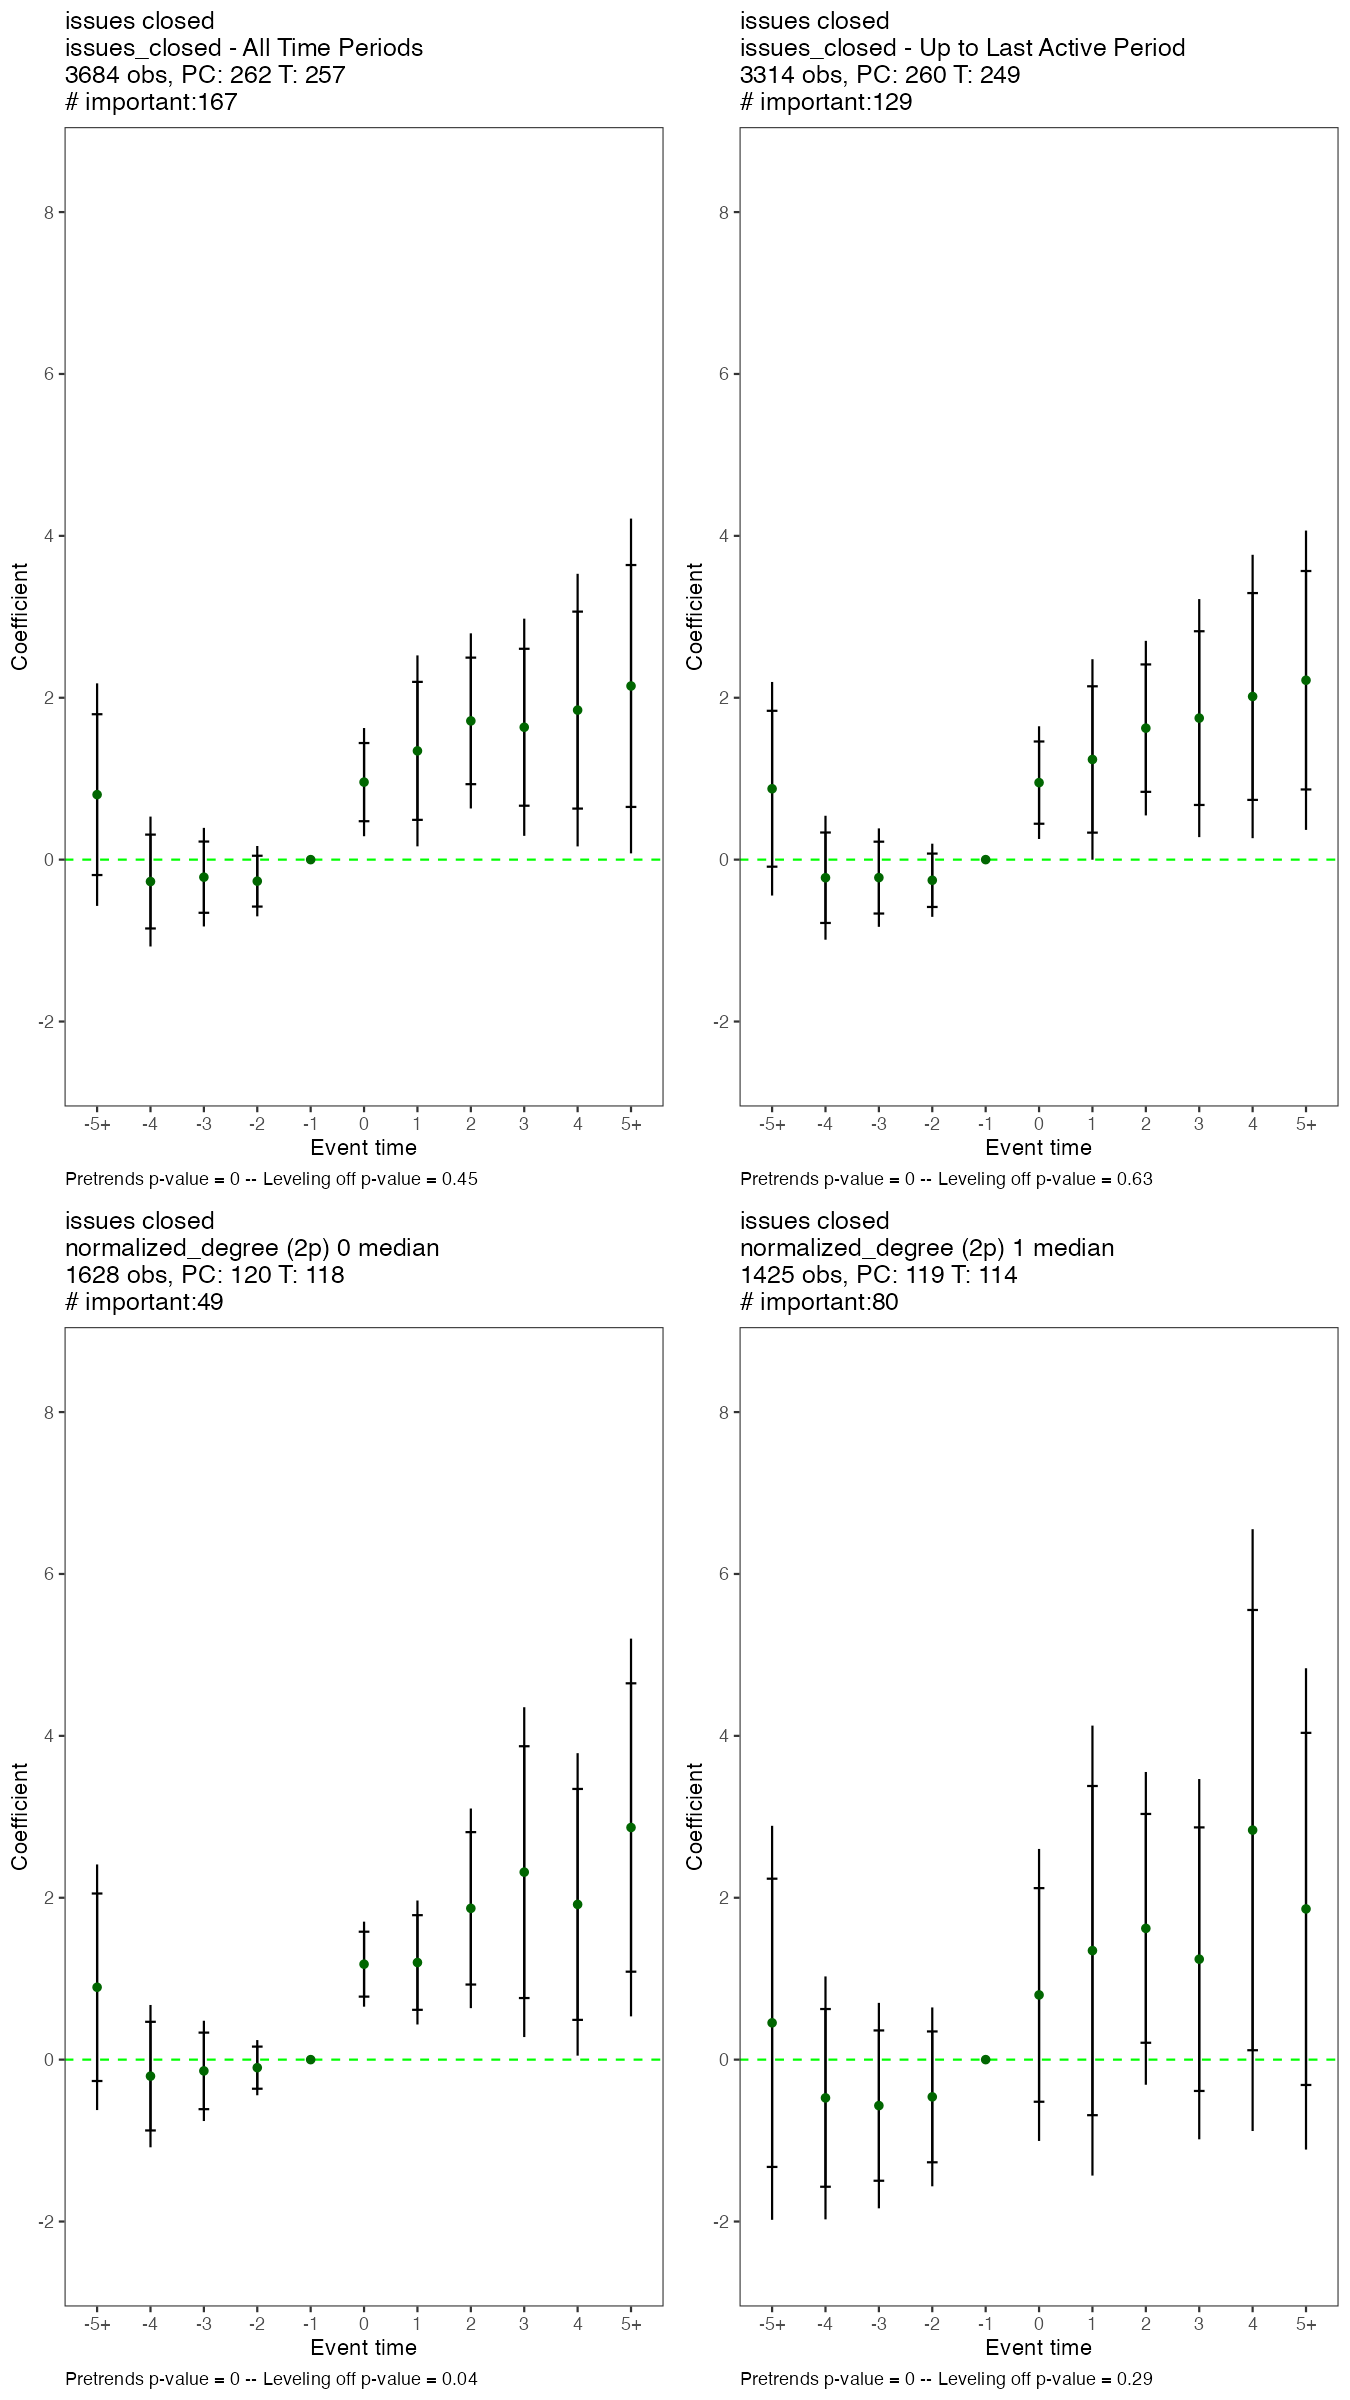 issues closed
issues_closed - All Time Periods
3684 obs, PC: 262 T: 257
# important:167
8
6
4
2
0
-2
Coefficient
-5+ -4 -3 -2 -1 0 1 2 3 4 5+
Event time
Pretrends p-value = 0 -- Leveling off p-value = 0.45
issues closed
issues_closed - Up to Last Active Period
3314 obs, PC: 260 T: 249
# important:129
8
6
4
2
0
-2
Coefficient
-5+ -4 -3 -2 -1 0 1 2 3 4 5+
Event time
Pretrends p-value = 0 -- Leveling off p-value = 0.63
issues closed
normalized_degree (2p) 0 median
1628 obs, PC: 120 T: 118
# important:49
8
6
4
2
0
-2
Coefficient
-5+ -4 -3 -2 -1 0 1 2 3 4 5+
Event time
Pretrends p-value = 0 -- Leveling off p-value = 0.04
issues closed
normalized_degree (2p) 1 median
1425 obs, PC: 119 T: 114
# important:80
8
6
4
2
0
-2
Coefficient
-5+ -4 -3 -2 -1 0 1 2 3 4 5+
Event time
Pretrends p-value = 0 -- Leveling off p-value = 0.29